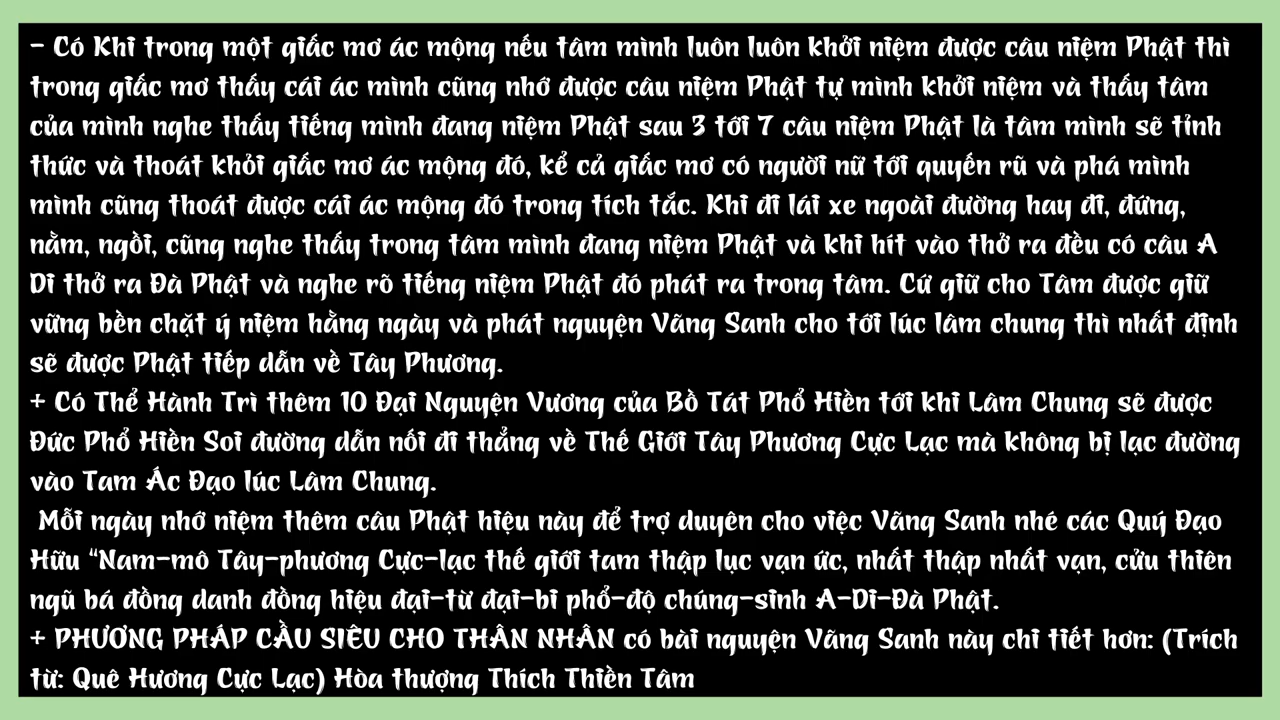 - Có Khi trong một giấc mơ ác mộng nếu tâm mình luôn luôn khởi niệm được câu niệm Phật thì
trong giấc mơ thấy cái ác mình cũng nhớ được câu niệm Phật tự mình khởi niệm và thấy tâm
của mình nghe thấy tiếng mình đang niệm Phật sau 3 tới 7 câu niệm Phật là tâm mình sẽ tỉnh
thức và thoát khỏi giấc mơ ác mộng đó, kể cả giấc mơ có người nữ tới quyến rũ và phá mình
mình cũng thoát được cái ác mộng đó trong tích tắc. Khi đi lái xe ngoài đường hay đi, đứng,
nằm, ngồi, cũng nghe thấy trong tâm mình đang niệm Phật và khi hít vào thở ra đều có câu A
Di thở ra Đà Phật và nghe rõ tiếng niệm Phật đó phát ra trong tâm. Cứ giữ cho Tâm được giữ
vững bền chặt ý niệm hằng ngày và phát nguyện Vãng Sanh cho tới lúc lâm chung thì nhất định
sẽ được Phật tiếp dẫn về Tây Phương.
+ Có Thể Hành Trì thêm 10 Đại Nguyện Vương của Bồ Tát Phổ Hiền tới khi Lâm Chung sẽ được
Đức Phổ Hiền Soi đường dẫn nối đi thẳng về Thế Giới Tây Phương Cực Lạc mà không bị lạc đường
vào Tam Ác Đạo lúc Lâm Chung.
Mỗi ngày nhớ niệm thêm câu Phật hiệu này để trợ duyên cho việc Vãng Sanh nhé các Quý Đạo
Hữu "Nam-mô Tây-phương Cực-lạc thế giới tam thập lục vạn ức, nhất thập nhất vạn, cửu thiên
ngũ bá đồng danh đồng hiệu đại-từ đại-bi phổ-độ chúng-sinh A-Di-Đà Phật.
+ PHƯƠNG PHÁP CẦU SIÊU CHO THÂN NHÂN có bài nguyện Vãng Sanh này chi tiết hơn: (Trích
từ: Quê Hương Cực Lạc) Hòa thượng Thích Thiền Tâm